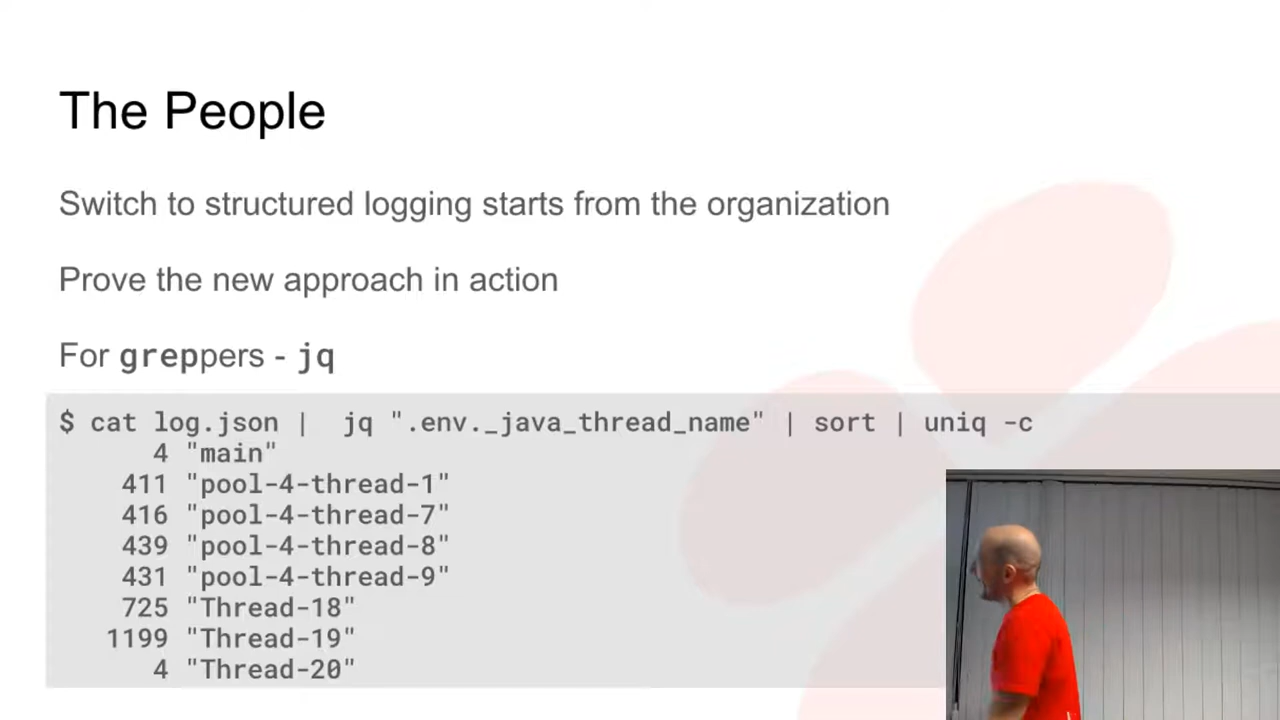 The People
Switch to structured logging starts from the organization
Prove the new approach in action
For greppers - jq
$ cat log.json |  jq "._env._java_thread_name" | sort | uniq -c
4 "main"
411 "pool-4-thread-1"
416 "pool-4-thread-7"
439 "pool-4-thread-8"
431 "pool-4-thread-9"
725 "Thread-18"
1199 "Thread-19"
4 "Thread-20"